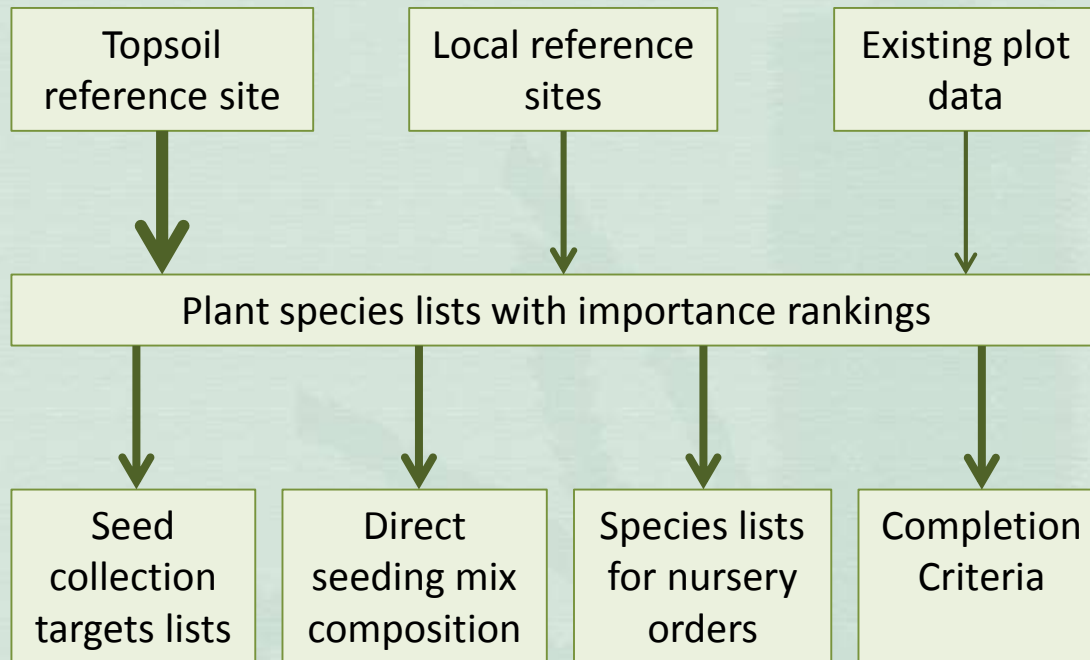 Topsoil
reference site
Local reference
sites
Existing plot
data
Plant species lists with importance rankings
Seed
collection
targets lists
Direct
seeding mix
composition
Species lists
for nursery
orders
Completion
Criteria